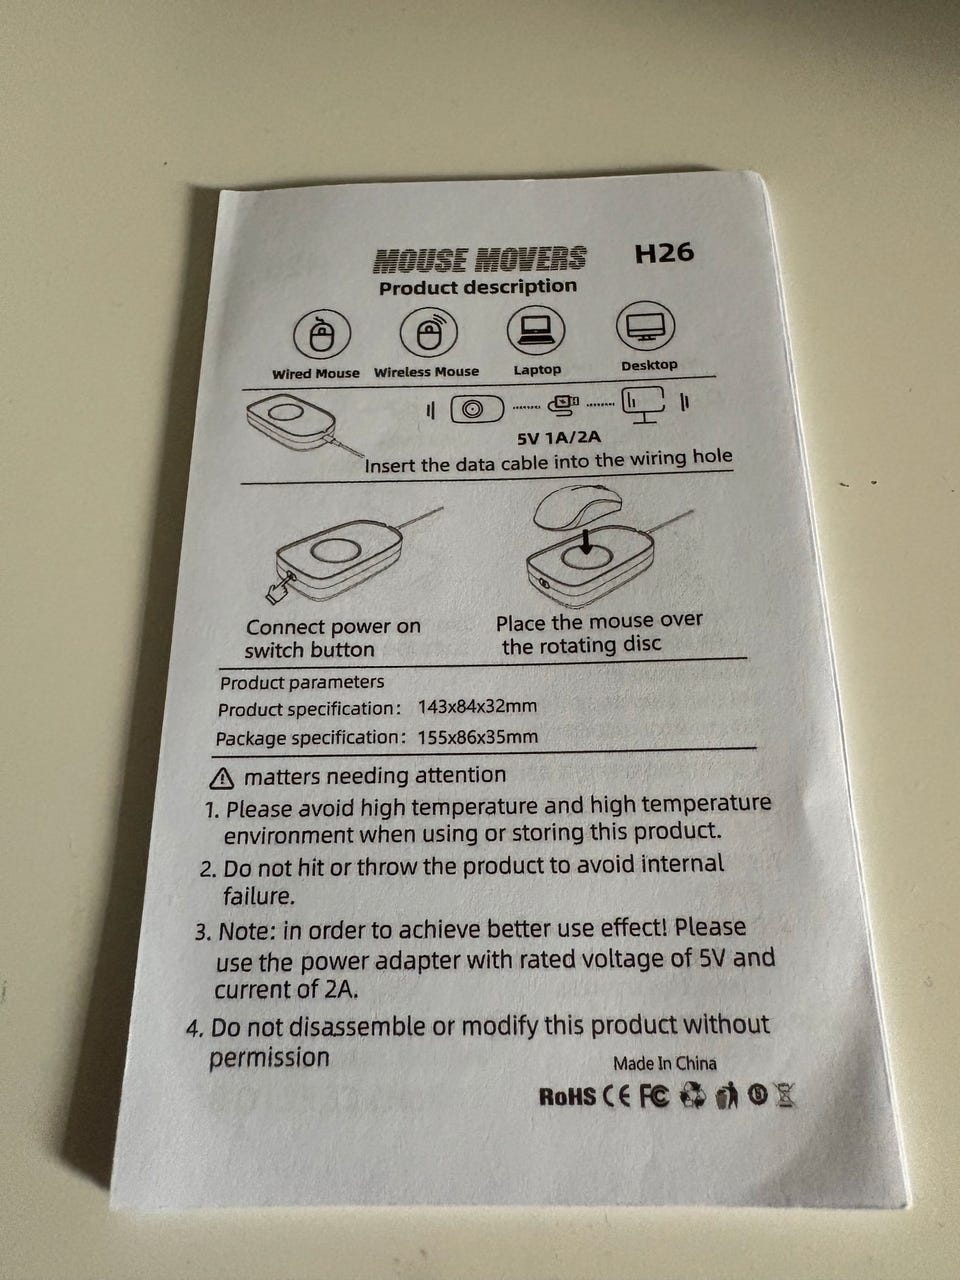 MOUSE MOVERS H26
Product description
Wired Mouse Wireless Mouse Laptop Desktop
5V 1A/2A
Insert the data cable into the wiring hole
Connect power on
switch button
Place the mouse over
the rotating disc
Product parameters
Product specification: 143x84x32mm
Package specification: 155x86x35mm
matters needing attention
1. Please avoid high temperature and high temperature
environment when using or storing this product.
2. Do not hit or throw the product to avoid internal
failure.
3. Note: in order to achieve better use effect! Please
use the power adapter with rated voltage of 5V and
current of 2A.
4. Do not disassemble or modify this product without
permission
Made In China
RoHS CE FC